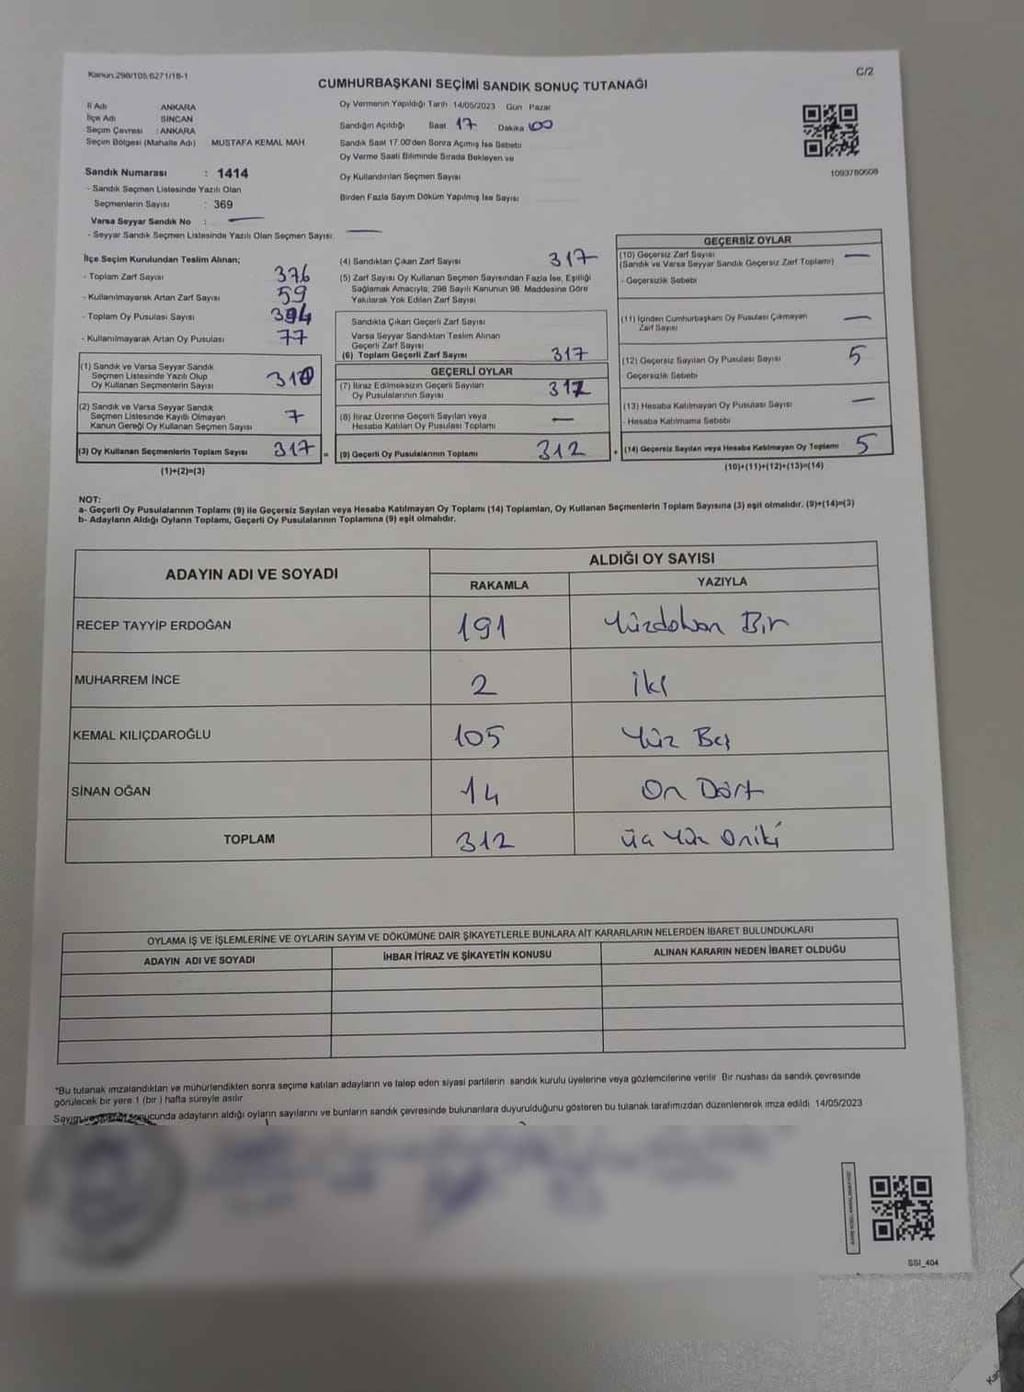 Kanun.298/105.6271/18-1
C/2
CUMHURBAŞKANI SEÇİMİ SANDIK SONUÇ TUTANAĞI
İl Adı : ANKARA
İlçe Adı : SİNCAN
Seçim Çevresi : ANKARA
Seçim Bölgesi (Mahalle Adı) MUSTAFA KEMAL MAH
Sandık Numarası : 1414
- Sandık Seçmen Listesinde Yazılı Olan
Seçmenlerin Sayısı : 369
Varsa Seyyar Sandık No : —
- Seyyar Sandık Seçmen Listesinde Yazılı Olan Seçmen Sayısı: —
Oy Vermenin Yapıldığı Tarih 14/05/2023 Gün Pazar
Sandığın Açıldığı Saat 17 Dakika 00
Sandık Saat 17.00'den Sonra Açılmış İse Sebebi
Oy Verme Saati Bitiminde Sırada Bekleyen ve
Oy Kullandırılan Seçmen Sayısı
Birden Fazla Sayım Döküm Yapılmış İse Sayısı
1093780608
İlçe Seçim Kurulundan Teslim Alınan;
- Toplam Zarf Sayısı 376
- Kullanılmayarak Artan Zarf Sayısı 59
- Toplam Oy Pusulası Sayısı 394
- Kullanılmayarak Artan Oy Pusulası 77
(1) Sandık ve Varsa Seyyar Sandık
Seçmen Listesinde Yazılı Olup
Oy Kullanan Seçmenlerin Sayısı 310
(2) Sandık ve Varsa Seyyar Sandık
Seçmen Listesinde Kayıtlı Olmayan
Kanun Gereği Oy Kullanan Seçmen Sayısı 7
(3) Oy Kullanan Seçmenlerin Toplam Sayısı 317 =
(1)+(2)=(3)
(4) Sandıktan Çıkan Zarf Sayısı 317
(5) Zarf Sayısı Oy Kullanan Seçmen Sayısından Fazla İse, Eşitliği
Sağlamak Amacıyla, 298 Sayılı Kanunun 98. Maddesine Göre
Yakılarak Yok Edilen Zarf Sayısı
Sandıkta Çıkan Geçerli Zarf Sayısı
Varsa Seyyar Sandıktan Teslim Alınan
Geçerli Zarf Sayısı
(6) Toplam Geçerli Zarf Sayısı 317
GEÇERLİ OYLAR
(7) İtiraz Edilmeksizin Geçerli Sayılan
Oy Pusulalarının Sayısı 312
(8) İtiraz Üzerine Geçerli Sayılan veya
Hesaba Katılan Oy Pusulası Toplamı —
(9) Geçerli Oy Pusulalarının Toplamı 312 +
GEÇERSİZ OYLAR
(10) Geçersiz Zarf Sayısı —
(Sandık ve Varsa Seyyar Sandık Geçersiz Zarf Toplamı)
- Geçersizlik Sebebi
(11) İçinden Cumhurbaşkanı Oy Pusulası Çıkmayan
Zarf Sayısı —
(12) Geçersiz Sayılan Oy Pusulası Sayısı 5
Geçersizlik Sebebi
(13) Hesaba Katılmayan Oy Pusulası Sayısı —
- Hesaba Katılmama Sebebi
(14) Geçersiz Sayılan veya Hesaba Katılmayan Oy Toplamı 5
(10)+(11)+(12)+(13)=(14)
NOT:
a- Geçerli Oy Pusulalarının Toplamı (9) ile Geçersiz Sayılan veya Hesaba Katılmayan Oy Toplamı (14) Toplamları, Oy Kullanan Seçmenlerin Toplam Sayısına (3) eşit olmalıdır. (9)+(14)=(3)
b- Adayların Aldığı Oyların Toplamı, Geçerli Oy Pusulalarının Toplamına (9) eşit olmalıdır.
ADAYIN ADI VE SOYADI
ALDIĞI OY SAYISI
RAKAMLA YAZIYLA
RECEP TAYYİP ERDOĞAN 191 Yüzdoksan Bir
MUHARREM İNCE 2 iki
KEMAL KILIÇDAROĞLU 105 Yüz Beş
SİNAN OĞAN 14 On Dört
TOPLAM 312 üç Yüz Oniki
OYLAMA İŞ VE İŞLEMLERİNE VE OYLARIN SAYIM VE DÖKÜMÜNE DAİR ŞİKAYETLERLE BUNLARA AİT KARARLARIN NELERDEN İBARET BULUNDUKLARI
ADAYIN ADI VE SOYADI İHBAR İTİRAZ VE ŞİKAYETİN KONUSU ALINAN KARARIN NEDEN İBARET OLDUĞU
*Bu tutanak imzalandıktan ve mühürlendikten sonra seçime katılan adayların ve talep eden siyasi partilerin sandık kurulu üyelerine veya gözlemcilerine verilir. Bir nüshası da sandık çevresinde
görülecek bir yere 1 (bir) hafta süreyle asılır
sonucunda adayların aldığı oyların sayılarını ve bunların sandık çevresinde bulunanlara duyurulduğunu gösteren bu tutanak tarafımızdan düzenlenerek imza edildi. 14/05/2023
SSI_404